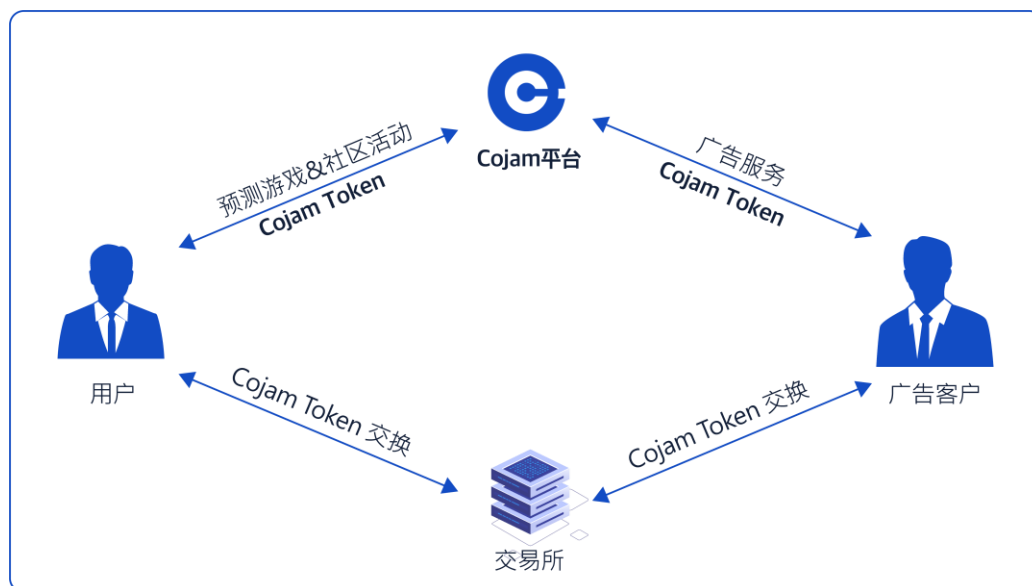 Cojam平台
预测游戏&社区活动
Cojam Token
广告服务
Cojam Token
用户
广告客户
Cojam Token 交换
Cojam Token 交换
交易所